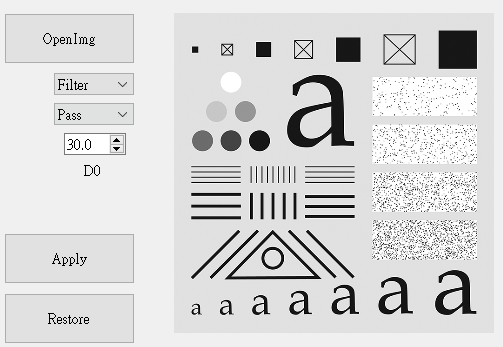 OpenImg
Filter
Pass
30.0
D0
Apply
Restore
a
a a a a a a a